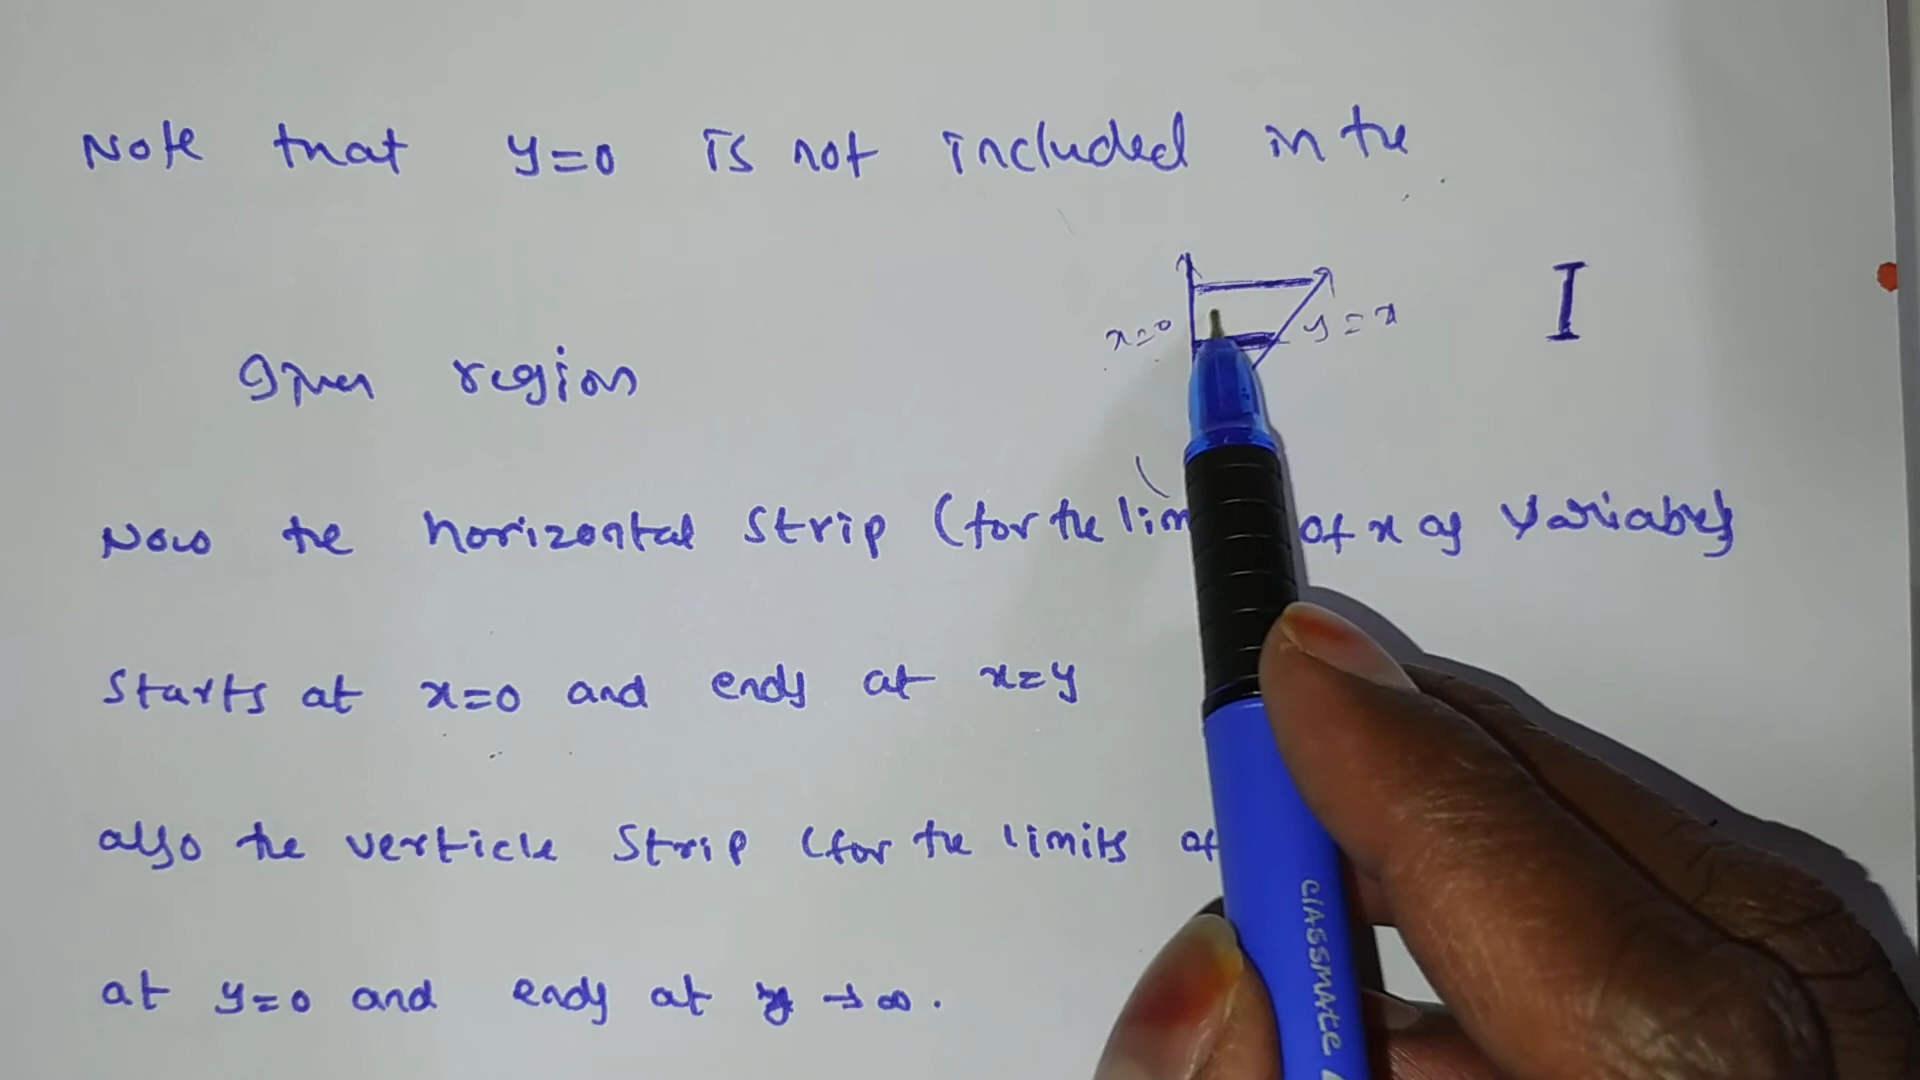 Note that y=0 is not included in the
x=0
y=x
I
Given region
Now the horizontal strip (for the lim of x as variable)
starts at x=0 and ends at x=y
also the verticle strip (for the limits of
at y=0 and ends at y → ∞.
CLASSMATE